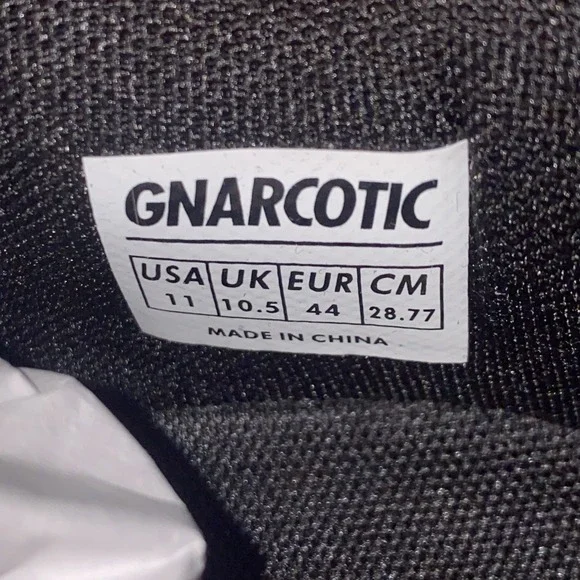 GNARCOTIC
USA UK EUR CM
11 10.5 44 28.77
MADE IN CHINA